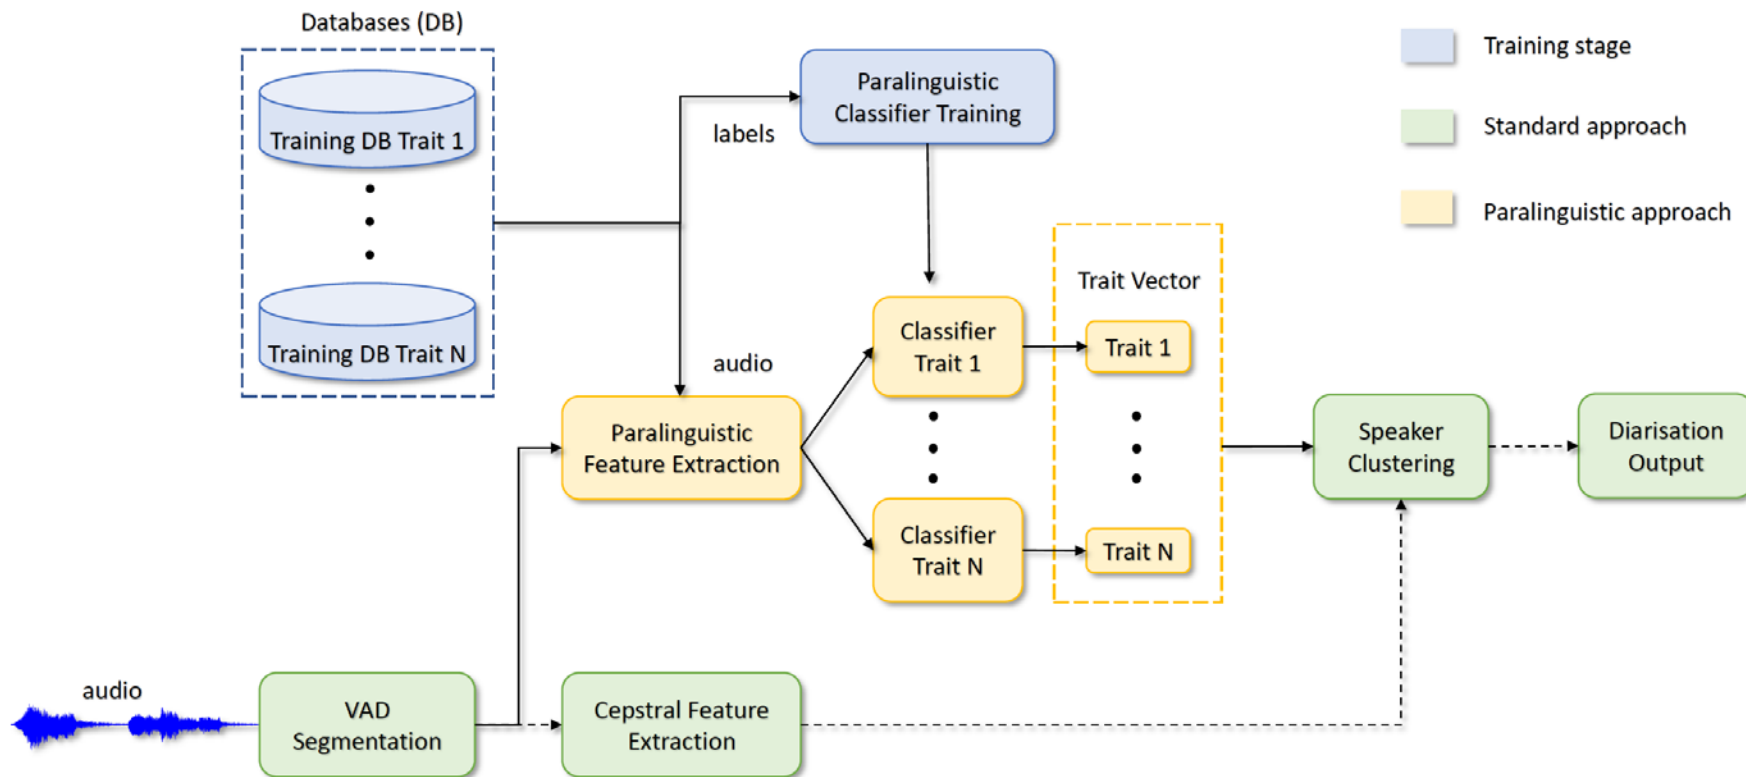 Databases (DB)
Training DB Trait 1
Training DB Trait N
labels
audio
Paralinguistic
Classifier Training
Paralinguistic
Feature Extraction
Classifier
Trait 1
Classifier
Trait N
Trait Vector
Trait 1
Trait N
Speaker
Clustering
Diarisation
Output
audio
VAD
Segmentation
Cepstral Feature
Extraction
Training stage
Standard approach
Paralinguistic approach